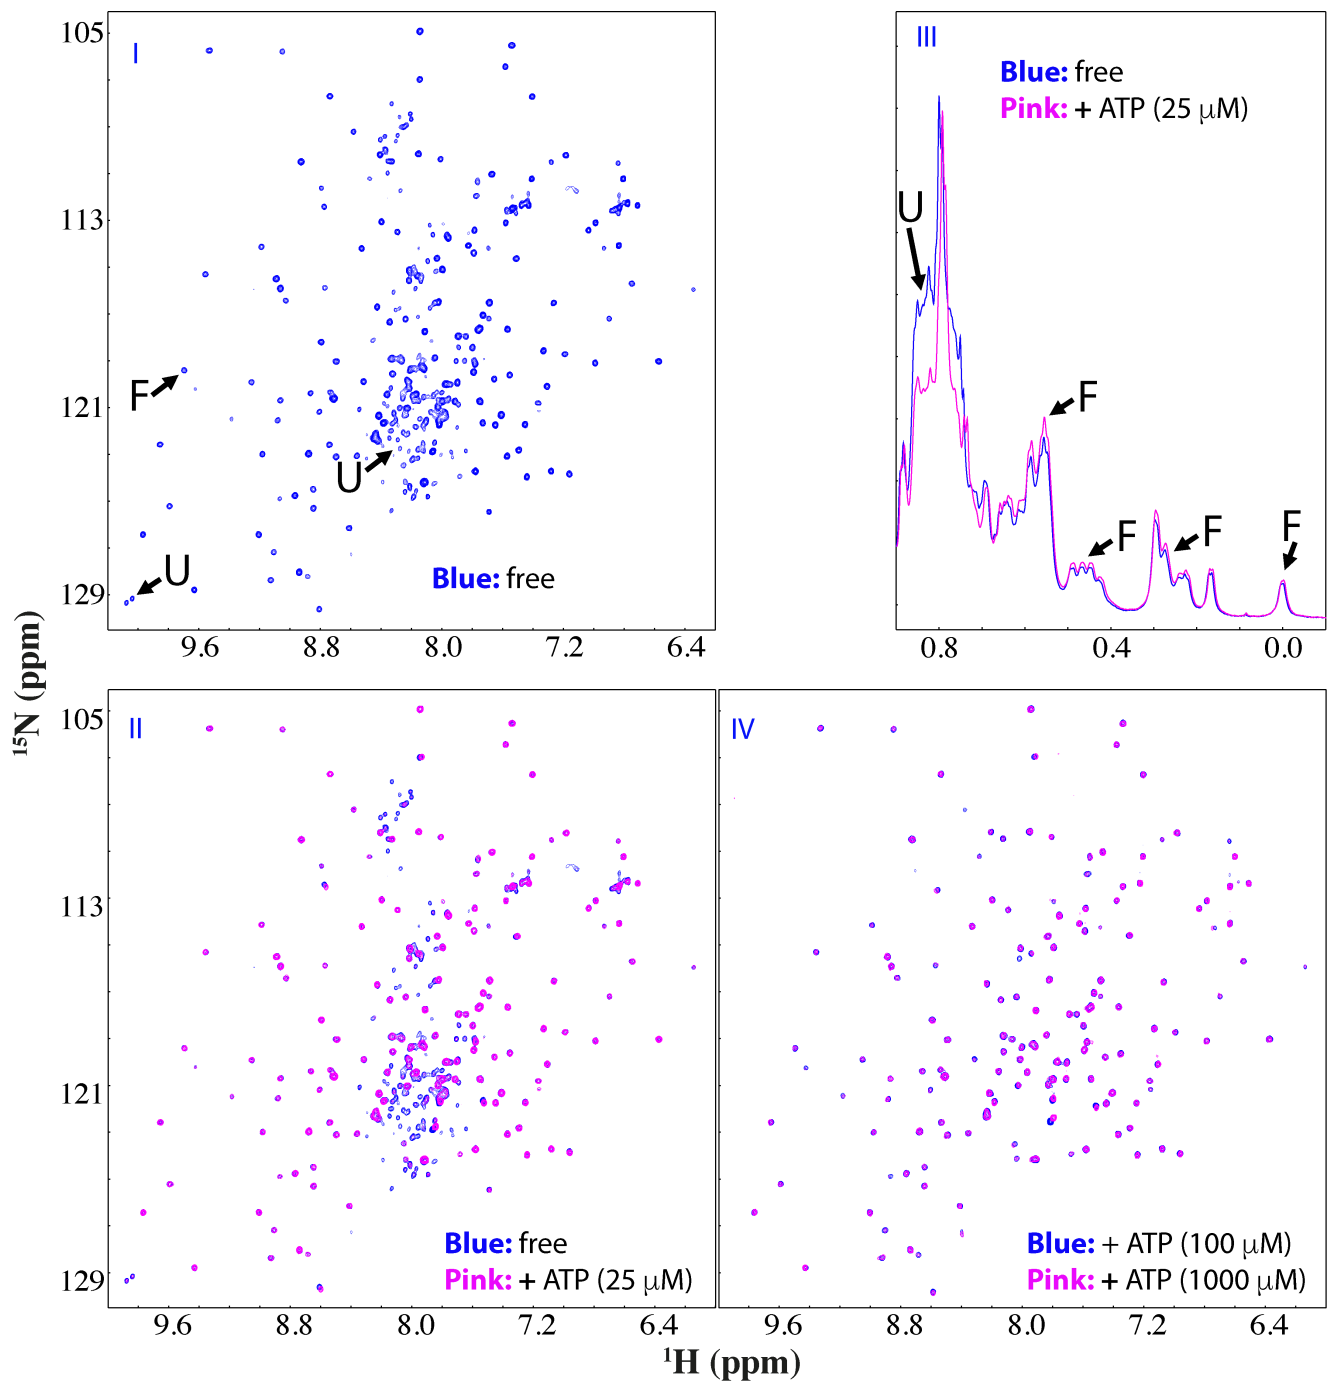 I
105
113
121
129
F
U
U
Blue: free
9.6 8.8 8.0 7.2 6.4
III
Blue: free
Pink: + ATP (25 µM)
U
F
F
F
F
0.8 0.4 0.0
¹⁵N (ppm)
II
105
113
121
129
Blue: free
Pink: + ATP (25 µM)
9.6 8.8 8.0 7.2 6.4
IV
Blue: + ATP (100 µM)
Pink: + ATP (1000 µM)
9.6 8.8 8.0 7.2 6.4
¹H (ppm)